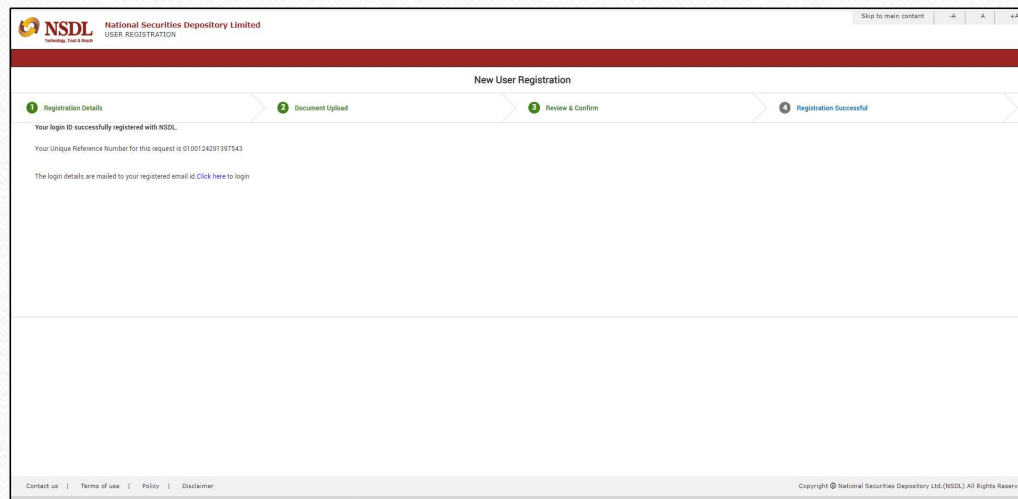 Skip to main content | -A | A | +A
NSDL
Technology, Trust & Reach
National Securities Depository Limited
USER REGISTRATION
New User Registration
1 Registration Details
2 Document Upload
3 Review & Confirm
4 Registration Successful
Your login ID successfully registered with NSDL.
Your Unique Reference Number for this request is 0100124291397543
The login details are mailed to your registered email id.Click here to login
Contact us | Terms of use | Policy | Disclaimer
Copyright © National Securities Depository Ltd.(NSDL) All Rights Reserv